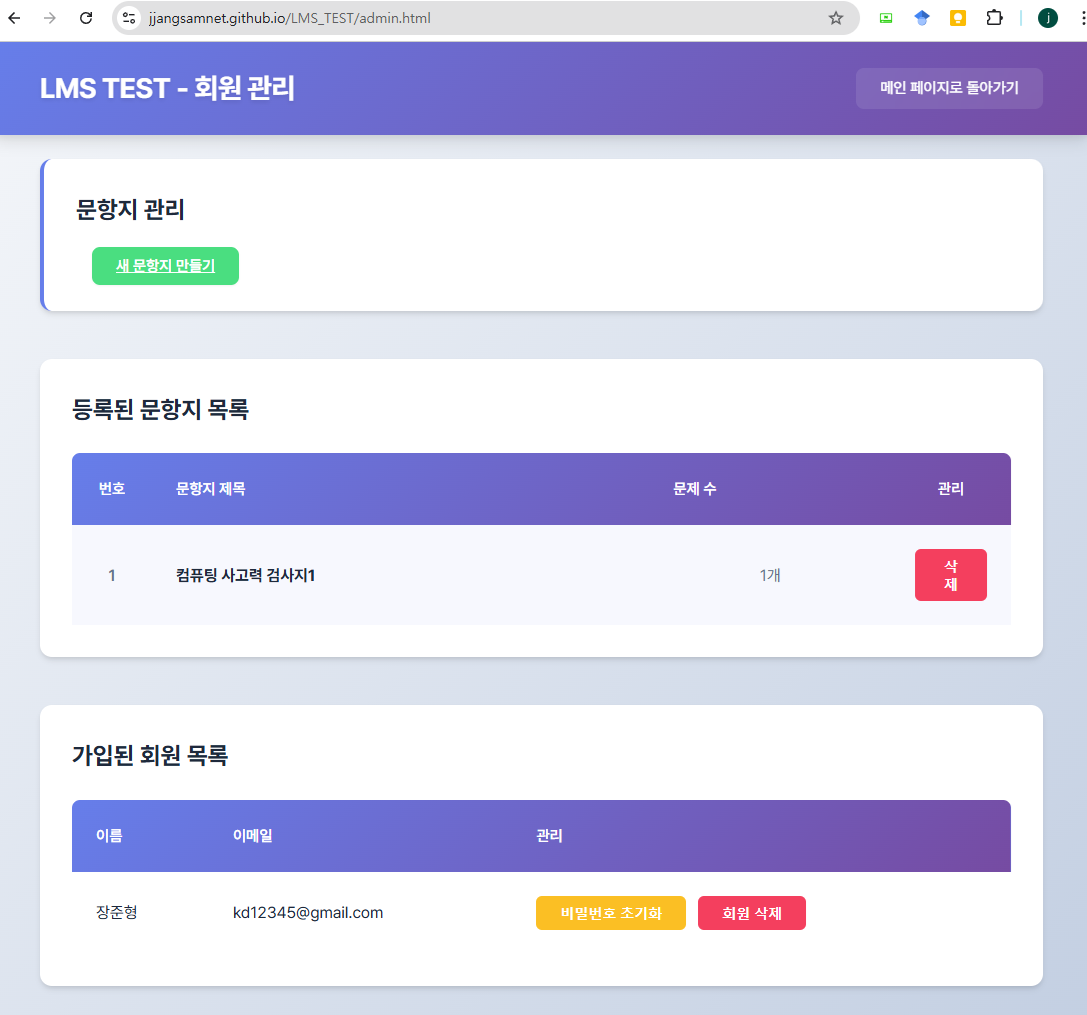 jjangsamnet.github.io/LMS_TEST/admin.html
j
LMS TEST - 회원 관리
메인 페이지로 돌아가기
문항지 관리
새 문항지 만들기
등록된 문항지 목록
번호 문항지 제목 문제 수 관리
1 컴퓨팅 사고력 검사지1 1개 삭
제
가입된 회원 목록
이름 이메일 관리
장준형 kd12345@gmail.com 비밀번호 초기화 회원 삭제